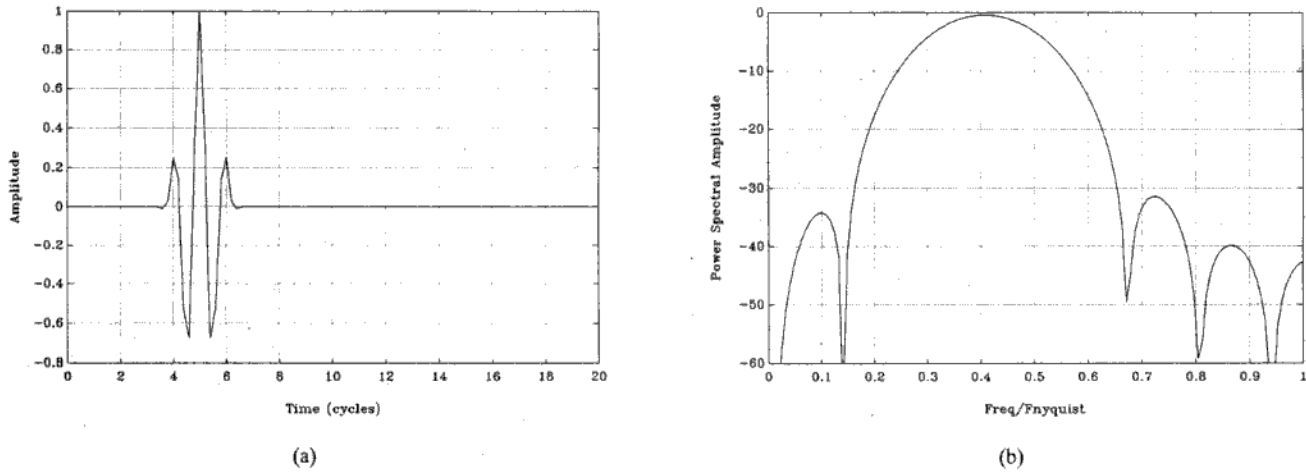 Amplitude
1
0.8
0.6
0.4
0.2
0
-0.2
-0.4
-0.6
-0.8
0 2 4 6 8 10 12 14 16 18 20
Time (cycles)
(a)
Power Spectral Amplitude
0
-10
-20
-30
-40
-50
-60
0 0.1 0.2 0.3 0.4 0.5 0.6 0.7 0.8 0.9 1
Freq/Fnyquist
(b)